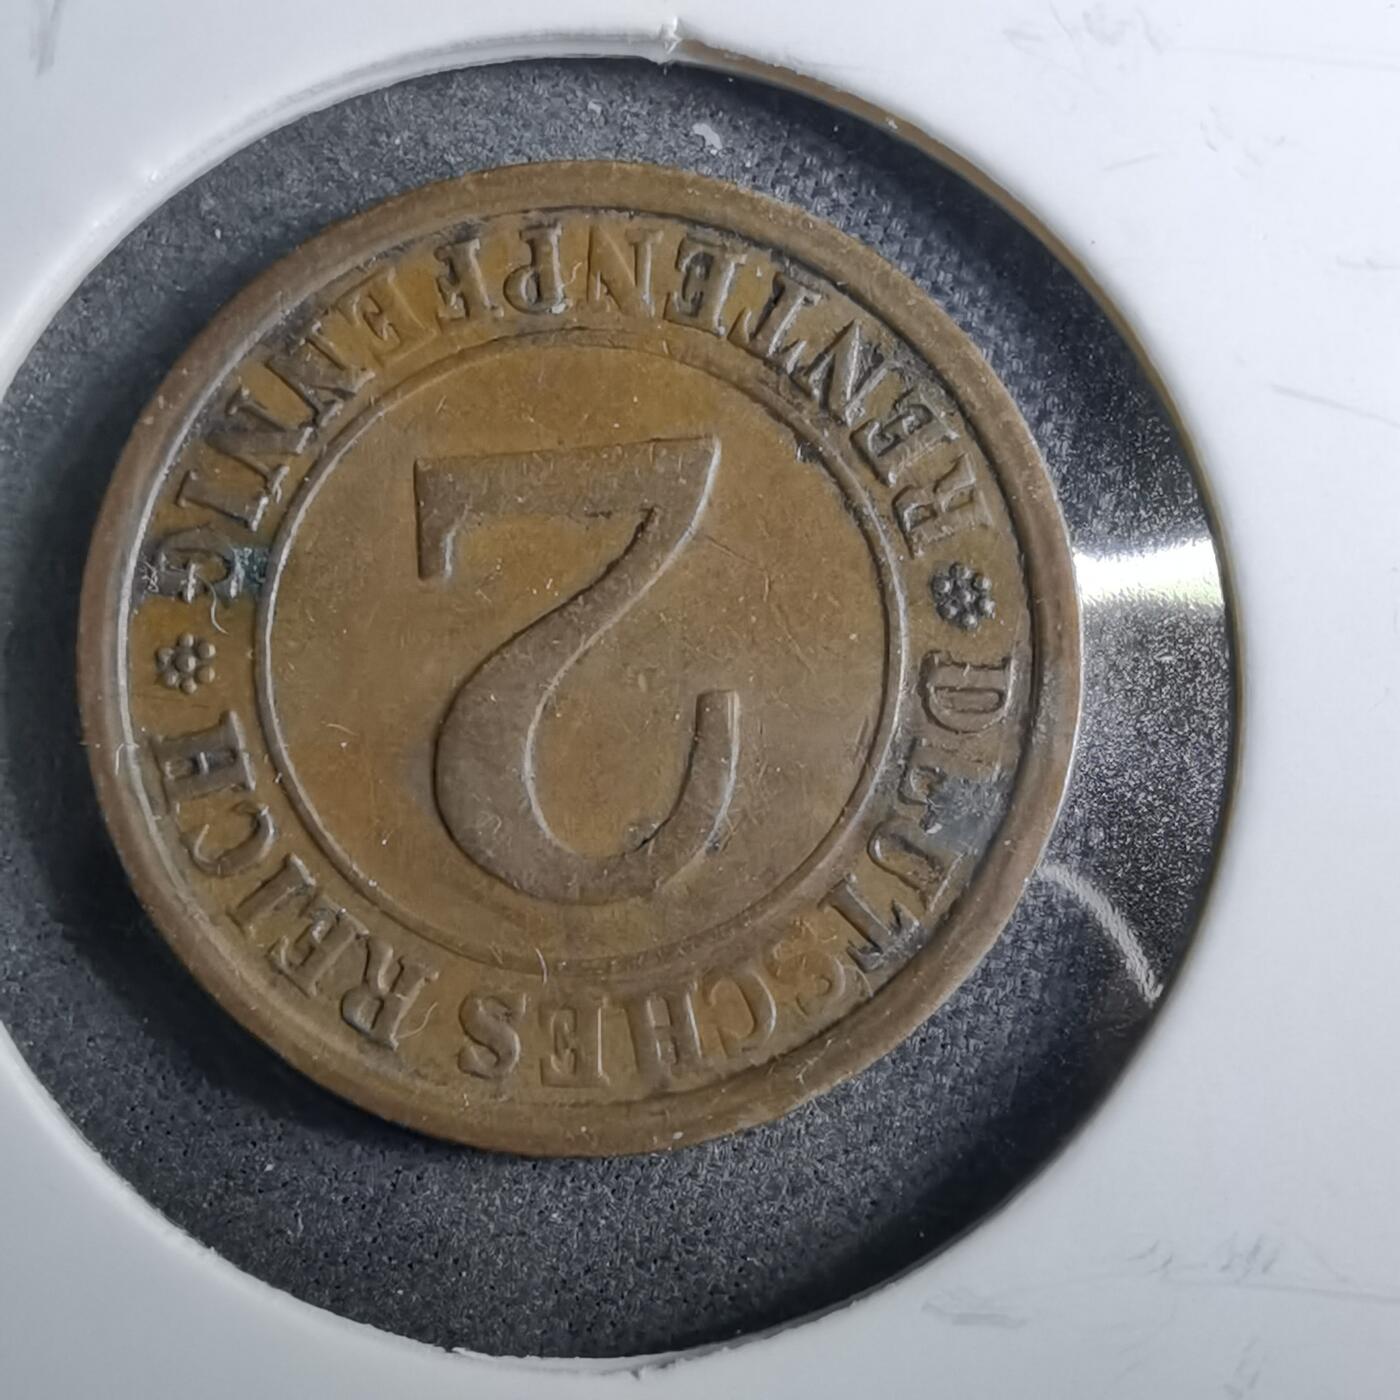 DEUTSCHES REICH
2
RENTENPFENNIG